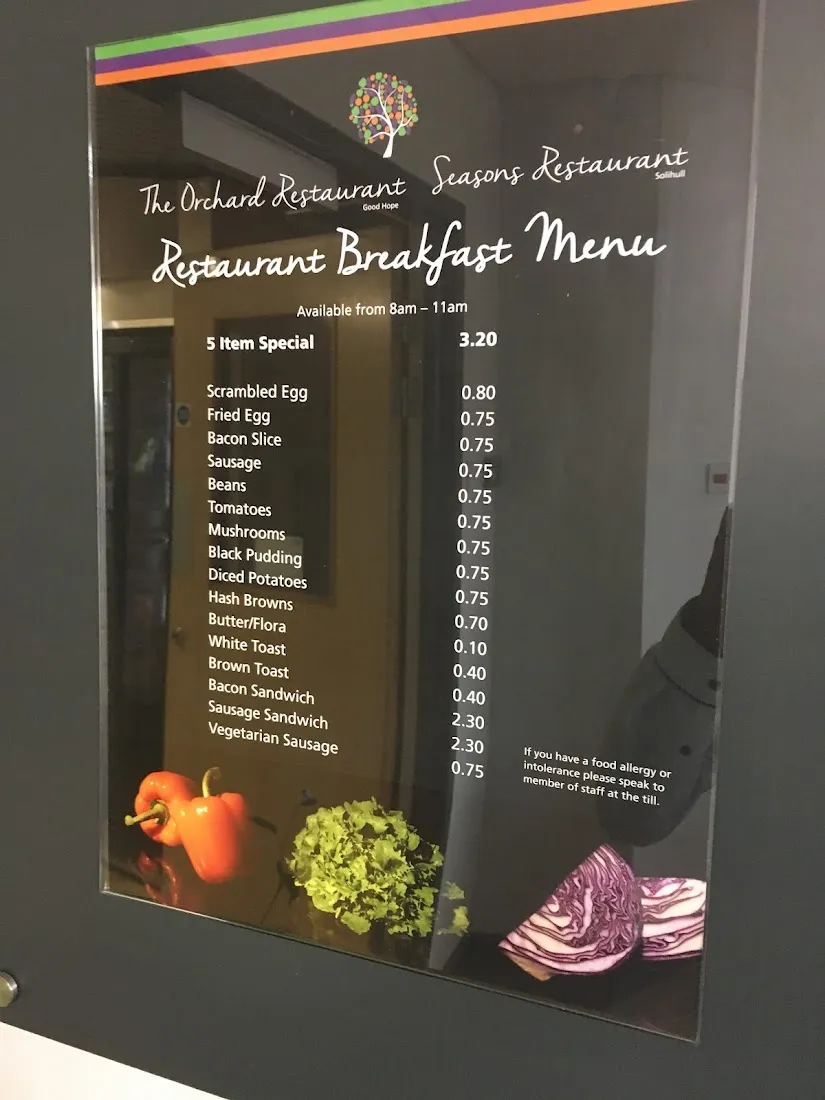 The Orchard Restaurant Seasons Restaurant
Good Hope Solihull
Restaurant Breakfast Menu
Available from 8am – 11am
5 Item Special 3.20
Scrambled Egg 0.80
Fried Egg 0.75
Bacon Slice 0.75
Sausage 0.75
Beans 0.75
Tomatoes 0.75
Mushrooms 0.75
Black Pudding 0.75
Diced Potatoes 0.75
Hash Browns 0.70
Butter/Flora 0.10
White Toast 0.40
Brown Toast 0.40
Bacon Sandwich 2.30
Sausage Sandwich 2.30
Vegetarian Sausage 0.75
If you have a food allergy or
intolerance please speak to
member of staff at the till.